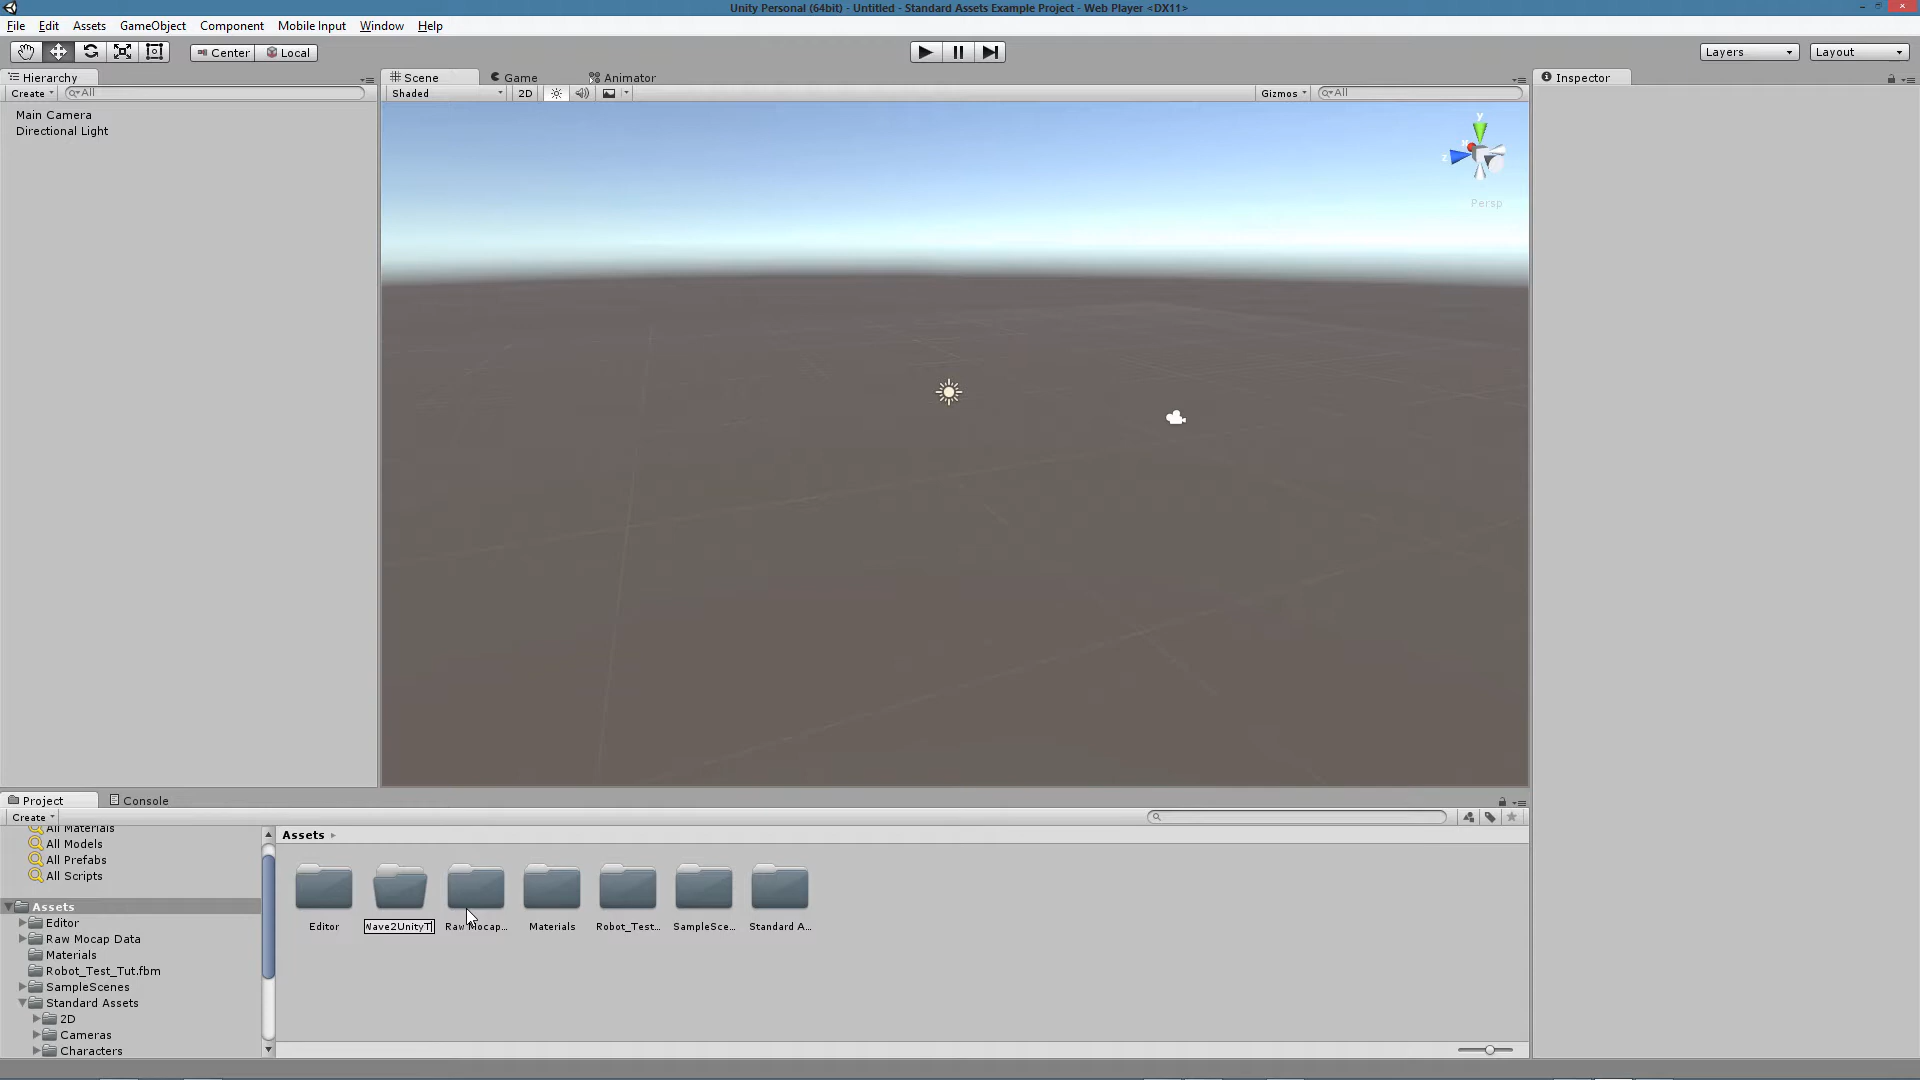 Unity Personal (64bit) - Untitled - Standard Assets Example Project - Web Player <DX11>
File Edit Assets GameObject Component Mobile Input Window Help
Center Local Layers Layout
Hierarchy Scene Game Animator Inspector
Create All Shaded 2D Gizmos All
Main Camera
Directional Light
y
x
z
Persp
Project Console
Create
All Materials
All Models
All Prefabs
All Scripts
Assets
Editor
Raw Mocap Data
Materials
Robot_Test_Tut.fbm
SampleScenes
Standard Assets
2D
Cameras
Characters
Assets
Editor Wave2UnityT Raw Mocap... Materials Robot_Test... SampleSce... Standard A...